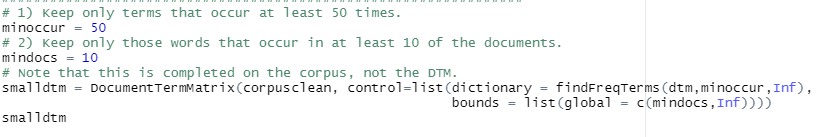 # 1) Keep only terms that occur at least 50 times.
minoccur = 50
# 2) Keep only those words that occur in at least 10 of the documents.
mindocs = 10
# Note that this is completed on the corpus, not the DTM.
smalldtm = DocumentTermMatrix(corpusclean, control=list(dictionary = findFreqTerms(dtm,minoccur,Inf),
bounds = list(global = c(mindocs,Inf))))
smalldtm